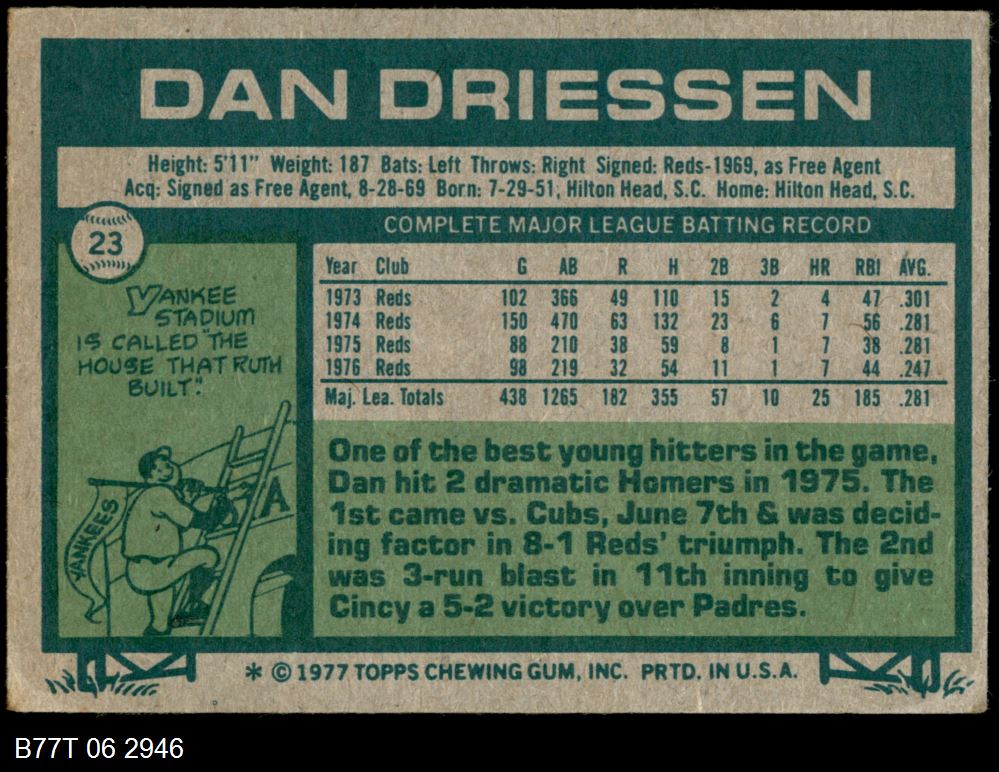 DAN DRIESSEN
Height: 5'11" Weight: 187 Bats: Left Throws: Right Signed: Reds-1969, as Free Agent
Acq: Signed as Free Agent, 8-28-69 Born: 7-29-51, Hilton Head, S.C. Home: Hilton Head, S.C.
23
YANKEE
STADIUM
IS CALLED "THE
HOUSE THAT RUTH
BUILT."
YANKEES
A
COMPLETE MAJOR LEAGUE BATTING RECORD
Year Club G AB R H 2B 3B HR RBI AVG.
1973 Reds 102 366 49 110 15 2 4 47 .301
1974 Reds 150 470 63 132 23 6 7 56 .281
1975 Reds 88 210 38 59 8 1 7 38 .281
1976 Reds 98 219 32 54 11 1 7 44 .247
Maj. Lea. Totals 438 1265 182 355 57 10 25 185 .281
One of the best young hitters in the game,
Dan hit 2 dramatic Homers in 1975. The
1st came vs. Cubs, June 7th & was decid-
ing factor in 8-1 Reds' triumph. The 2nd
was 3-run blast in 11th inning to give
Cincy a 5-2 victory over Padres.
* © 1977 TOPPS CHEWING GUM, INC. PRTD. IN U.S.A.
B77T 06 2946